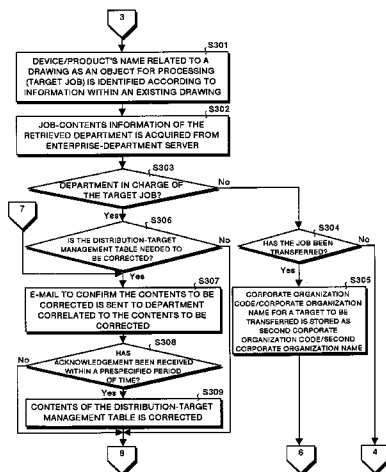 3
S301
DEVICE/PRODUCT'S NAME RELATED TO A
DRAWING AS AN OBJECT FOR PROCESSING
(TARGET JOB) IS IDENTIFIED ACCORDING TO
INFORMATION WITHIN AN EXISTING DRAWING
S302
JOB-CONTENTS INFORMATION OF THE
RETRIEVED DEPARTMENT IS ACQUIRED FROM
ENTERPRISE-DEPARTMENT SERVER
S303
DEPARTMENT IN CHARGE OF
THE TARGET JOB?
No
Yes
7
S306
IS THE DISTRIBUTION-TARGET
MANAGEMENT TABLE NEEDED
TO BE CORRECTED?
No
Yes
S304
HAS THE JOB BEEN
TRANSFERRED?
No
Yes
S305
CORPORATE ORGANIZATION
CODE/CORPORATE ORGANIZATION
NAME FOR A TARGET TO BE
TRANSFERRED IS STORED AS
SECOND CORPORATE
ORGANIZATION CODE/SECOND
CORPORATE ORGANIZATION NAME
S307
E-MAIL TO CONFIRM THE CONTENTS TO BE
CORRECTED IS SENT TO DEPARTMENT
CORRELATED TO THE CONTENTS TO BE
CORRECTED
S308
No
HAS
ACKNOWLEDGEMENT BEEN RECEIVED
WITHIN A PRESPECIFIED PERIOD
OF TIME?
Yes
S309
CONTENTS OF THE DISTRIBUTION-TARGET
MANAGEMENT TABLE IS CORRECTED
6
4